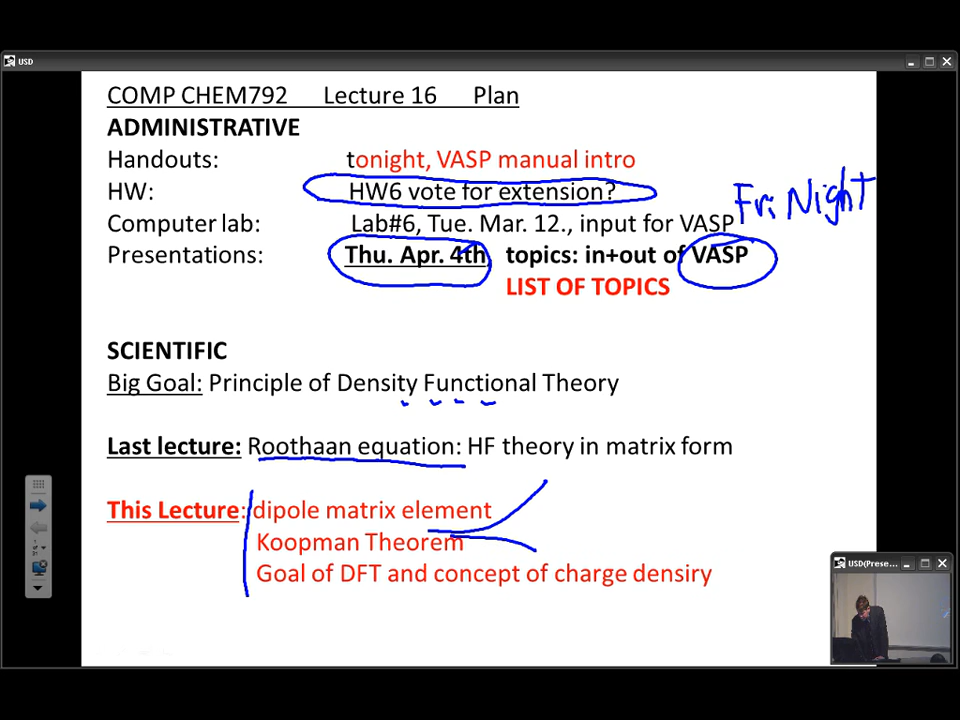 USD
COMP CHEM792 Lecture 16 Plan
ADMINISTRATIVE
Handouts: tonight, VASP manual intro
HW: HW6 vote for extension?
Fri Night
Computer lab: Lab#6, Tue. Mar. 12., input for VASP
Presentations: Thu. Apr. 4th, topics: in+out of VASP
LIST OF TOPICS
SCIENTIFIC
Big Goal: Principle of Density Functional Theory
Last lecture: Roothaan equation: HF theory in matrix form
This Lecture: dipole matrix element
Koopman Theorem
Goal of DFT and concept of charge densiry
USD(Prese...